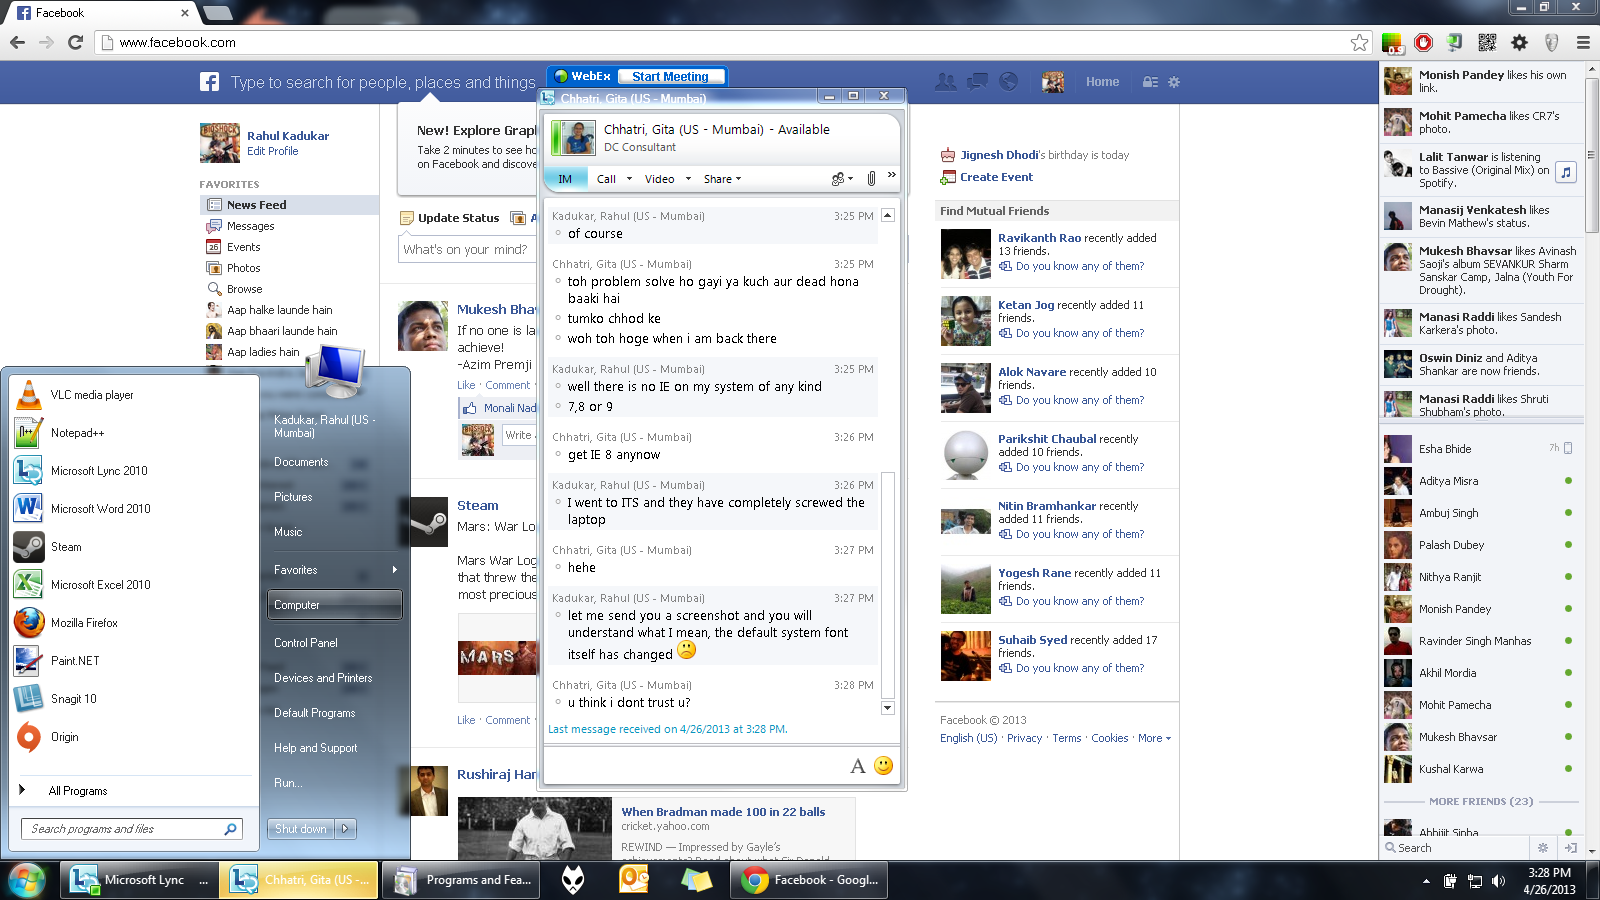 Facebook
www.facebook.com
Type to search for people, places and things
WebEx Start Meeting
Home
Rahul Kadukar
Edit Profile
FAVORITES
News Feed
Messages
26 Events
Photos
Browse
Aap halke launde hain
Aap bhaari launde hain
Aap ladies hain
New! Explore Grap
Take 2 minutes to see ho
on Facebook and discove
Update Status
What's on your mind?
Mukesh Bhav
If no one is la
achieve!
-Azim Premji
Like · Comment
Monali Nad
Write
Steam
Mars: War Lo
Mars War Log
that threw the
most precious
MARS
Like · Comment
Rushiraj Har
When Bradman made 100 in 22 balls
cricket.yahoo.com
REWIND — Impressed by Gayle's
Chhatri, Gita (US - Mumbai)
Chhatri, Gita (US - Mumbai) - Available
DC Consultant
IM Call Video Share
Kadukar, Rahul (US - Mumbai) 3:25 PM
of course
Chhatri, Gita (US - Mumbai) 3:25 PM
toh problem solve ho gayi ya kuch aur dead hona
baaki hai
tumko chhod ke
woh toh hoge when i am back there
Kadukar, Rahul (US - Mumbai) 3:25 PM
well there is no IE on my system of any kind
7,8 or 9
Chhatri, Gita (US - Mumbai) 3:26 PM
get IE 8 anynow
Kadukar, Rahul (US - Mumbai) 3:26 PM
I went to ITS and they have completely screwed the
laptop
Chhatri, Gita (US - Mumbai) 3:27 PM
hehe
Kadukar, Rahul (US - Mumbai) 3:27 PM
let me send you a screenshot and you will
understand what I mean, the default system font
itself has changed
Chhatri, Gita (US - Mumbai) 3:28 PM
u think i dont trust u?
Last message received on 4/26/2013 at 3:28 PM.
A
Jignesh Dhodi's birthday is today
Create Event
Find Mutual Friends
Ravikanth Rao recently added
13 friends.
Do you know any of them?
Ketan Jog recently added 11
friends.
Do you know any of them?
Alok Navare recently added 10
friends.
Do you know any of them?
Parikshit Chaubal recently
added 10 friends.
Do you know any of them?
Nitin Bramhankar recently
added 11 friends.
Do you know any of them?
Yogesh Rane recently added 11
friends.
Do you know any of them?
Suhaib Syed recently added 17
friends.
Do you know any of them?
Facebook © 2013
English (US) · Privacy · Terms · Cookies · More
Monish Pandey likes his own
link.
Mohit Pamecha likes CR7's
photo.
Lalit Tanwar is listening
to Bassive (Original Mix) on
Spotify.
Manasij Venkatesh likes
Bevin Mathew's status.
Mukesh Bhavsar likes Avinash
Saoji's album SEVANKUR Sharm
Sanskar Camp, Jalna (Youth For
Drought).
Manasi Raddi likes Sandesh
Karkera's photo.
Oswin Diniz and Aditya
Shankar are now friends.
Manasi Raddi likes Shruti
Shubham's photo.
Esha Bhide 7h
Aditya Misra
Ambuj Singh
Palash Dubey
Nithya Ranjit
Monish Pandey
Ravinder Singh Manhas
Akhil Mordia
Mohit Pamecha
Mukesh Bhavsar
Kushal Karwa
MORE FRIENDS (23)
Abhijit Sinha
Search
VLC media player
Notepad++
Microsoft Lync 2010
Microsoft Word 2010
Steam
Microsoft Excel 2010
Mozilla Firefox
Paint.NET
Snagit 10
Origin
All Programs
Search programs and files
Kadukar, Rahul (US -
Mumbai)
Documents
Pictures
Music
Favorites
Computer
Control Panel
Devices and Printers
Default Programs
Help and Support
Run...
Shut down
Microsoft Lync ...
Chhatri, Gita (US -...
Programs and Fea...
Facebook - Googl...
3:28 PM
4/26/2013